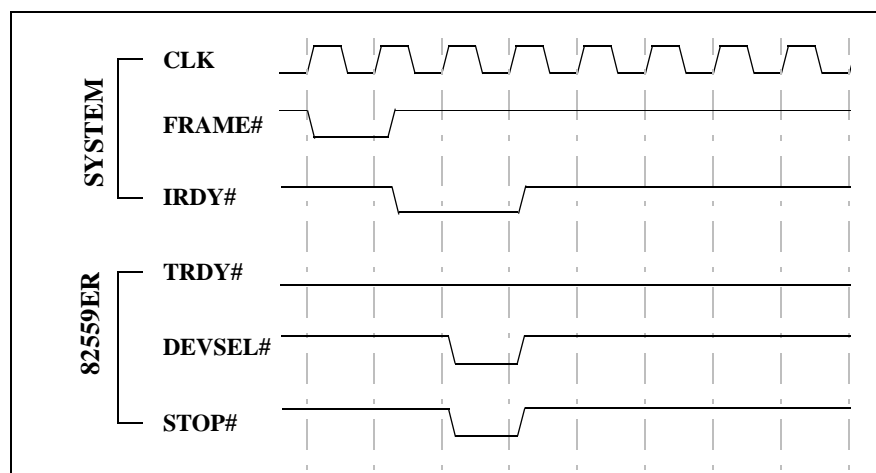 SYSTEM
CLK
FRAME#
IRDY#
82559ER
TRDY#
DEVSEL#
STOP#